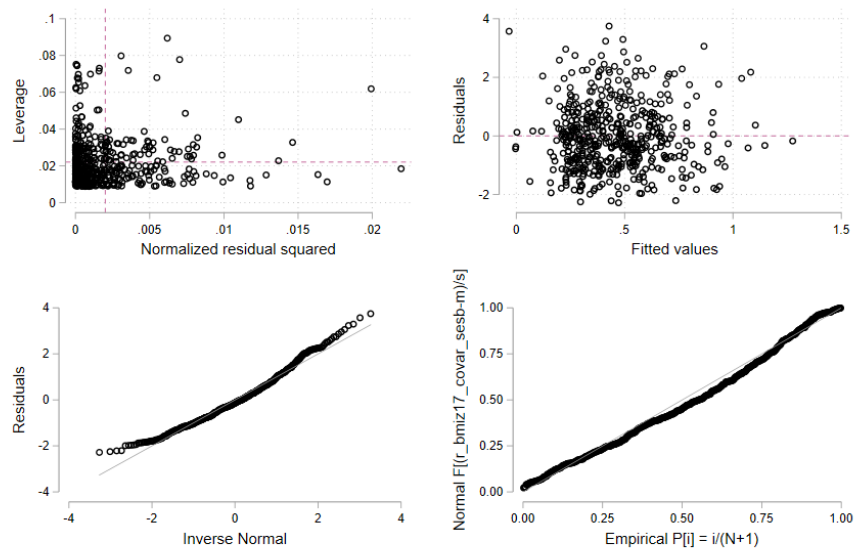 .1
.08
.06
.04
.02
0
Leverage
0 .005 .01 .015 .02
Normalized residual squared
4
2
0
-2
Residuals
0 .5 1 1.5
Fitted values
4
2
0
-2
-4
Residuals
-4 -2 0 2 4
Inverse Normal
1.00
0.75
0.50
0.25
0.00
Normal F[(r_bmiz17_covar_sesb-m)/s]
0.00 0.25 0.50 0.75 1.00
Empirical P[i] = i/(N+1)